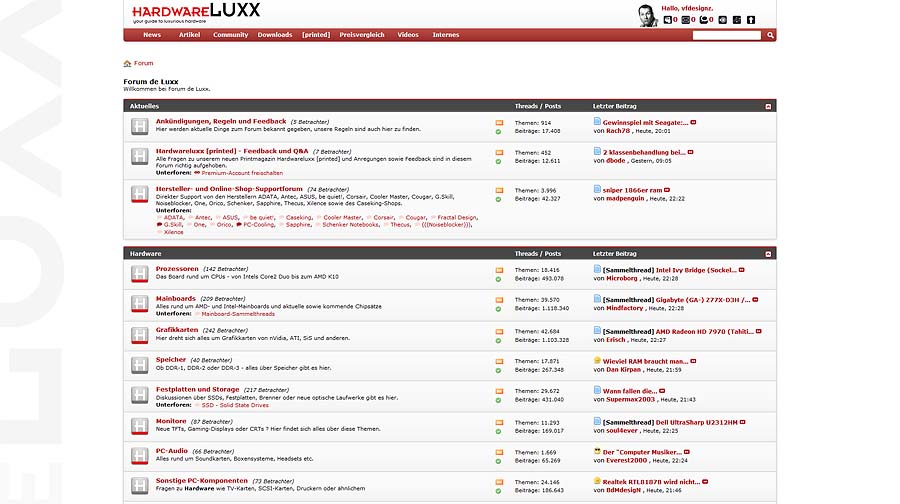 HARDWARELUXX
your guide to luxurious hardware
Hallo, vfdesignz.
0 0 0
News Artikel Community Downloads [printed] Preisvergleich Videos Internes
Forum
Forum de Luxx
Willkommen bei Forum de Luxx.
Aktuelles Threads / Posts Letzter Beitrag
Ankündigungen, Regeln und Feedback (5 Betrachter)
Hier werden aktuelle Dinge zum Forum bekannt gegeben, unsere Regeln sind auch hier zu finden.
Themen: 914
Beiträge: 17.408
Gewinnspiel mit Seagate:...
von Rach78 , Heute, 20:01
Hardwareluxx [printed] - Feedback und Q&A (7 Betrachter)
Alle Fragen zu unserem neuen Printmagazin Hardwareluxx [printed] und Anregungen sowie Feedback sind in diesem
Forum richtig aufgehoben.
Unterforen: Premium-Account freischalten
Themen: 452
Beiträge: 12.611
2 klassenbehandlung bei...
von dbode , Gestern, 09:05
Hersteller- und Online-Shop-Supportforum (74 Betrachter)
Direkter Support von den Herstellern ADATA, Antec, ASUS, be quiet!, Corsair, Cooler Master, Cougar, G.Skill,
Noiseblocker, One, Orico, Schenker, Sapphire, Thecus, Xilence sowie des Caseking-Shops.
Unterforen:
ADATA, Antec, ASUS, be quiet!, Caseking, Cooler Master, Corsair, Cougar, Fractal Design,
G.Skill, One, Orico, PC-Cooling, Sapphire, Schenker Notebooks, Thecus, (((Noiseblocker))),
Xilence
Themen: 3.996
Beiträge: 42.327
sniper 1866er ram
von madpenguin , Heute, 22:22
Hardware Threads / Posts Letzter Beitrag
Prozessoren (142 Betrachter)
Das Board rund um CPUs - von Intels Core2 Duo bis zum AMD K10
Themen: 18.416
Beiträge: 493.078
[Sammelthread] Intel Ivy Bridge (Sockel...
von Microborg , Heute, 22:28
Mainboards (209 Betrachter)
Alles rund um AMD- und Intel-Mainboards und aktuelle sowie kommende Chipsätze
Unterforen: Mainboard-Sammelthreads
Themen: 39.570
Beiträge: 1.118.340
[Sammelthread] Gigabyte (GA-) Z77X-D3H /...
von Mindfactory , Heute, 22:28
Grafikkarten (242 Betrachter)
Hier dreht sich alles um Grafikkarten von nVidia, ATI, SiS und anderen.
Themen: 42.684
Beiträge: 1.103.328
[Sammelthread] AMD Radeon HD 7970 (Tahiti...
von Erisch , Heute, 22:27
Speicher (40 Betrachter)
Ob DDR-1, DDR-2 oder DDR-3 - alles über Speicher gibt es hier.
Themen: 17.871
Beiträge: 267.348
Wieviel RAM braucht man...
von Dan Kirpan , Heute, 21:59
Festplatten und Storage (217 Betrachter)
Diskussionen über SSDs, Festplatten, Brenner oder neue optische Laufwerke gibt es hier.
Unterforen: SSD - Solid State Drives
Themen: 29.672
Beiträge: 431.040
Wann fallen die...
von Supermax2003 , Heute, 21:43
Monitore (87 Betrachter)
Neue TFTs, Gaming-Displays oder CRTs ? Hier findet sich alles über diese Themen.
Themen: 11.293
Beiträge: 169.017
[Sammelthread] Dell UltraSharp U2312HM
von soul4ever , Heute, 22:25
PC-Audio (66 Betrachter)
Alles rund um Soundkarten, Boxensysteme, Headsets etc.
Themen: 1.669
Beiträge: 65.269
Der "Computer Musiker...
von Everest2000 , Heute, 22:24
Sonstige PC-Komponenten (73 Betrachter)
Fragen zu Hardware wie TV-Karten, SCSI-Karten, Druckern oder ähnlichem
Themen: 24.146
Beiträge: 186.643
Realtek RTL8187B wird nicht...
von BdMdesigN , Heute, 21:46